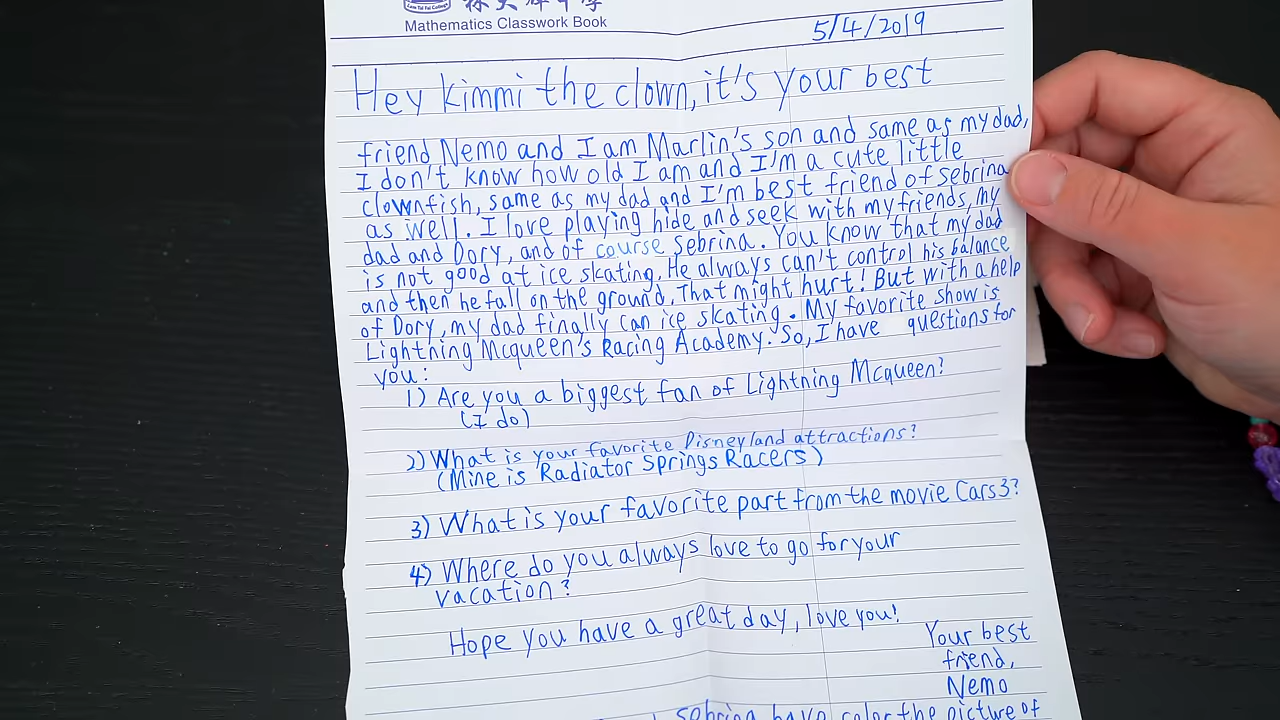 Mathematics Classwork Book
5/4/2019
Hey kimmi the clown, it's your best
friend Nemo and I am Marlin's son and same as my dad,
I don't know how old I am and I'm a cute little
clownfish, same as my dad and I'm best friend of Sebrina
as well. I love playing hide and seek with my friends, my
dad and Dory, and of course Sebrina. You know that my dad
is not good at ice skating. He always can't control his balance
and then he fall on the ground. That might hurt! But with a help
of Dory, my dad finally can ice skating. My favorite show is
Lightning Mcqueen's Racing Academy. So, I have questions for
you:
1) Are you a biggest fan of Lightning Mcqueen?
(I do)
2) What is your favorite Disneyland attractions?
(Mine is Radiator Springs Racers)
3) What is your favorite part from the movie Cars 3?
4) Where do you always love to go for your
vacation?
Hope you have a great day, love you!
Your best
friend,
Nemo
sebrina have color the picture of